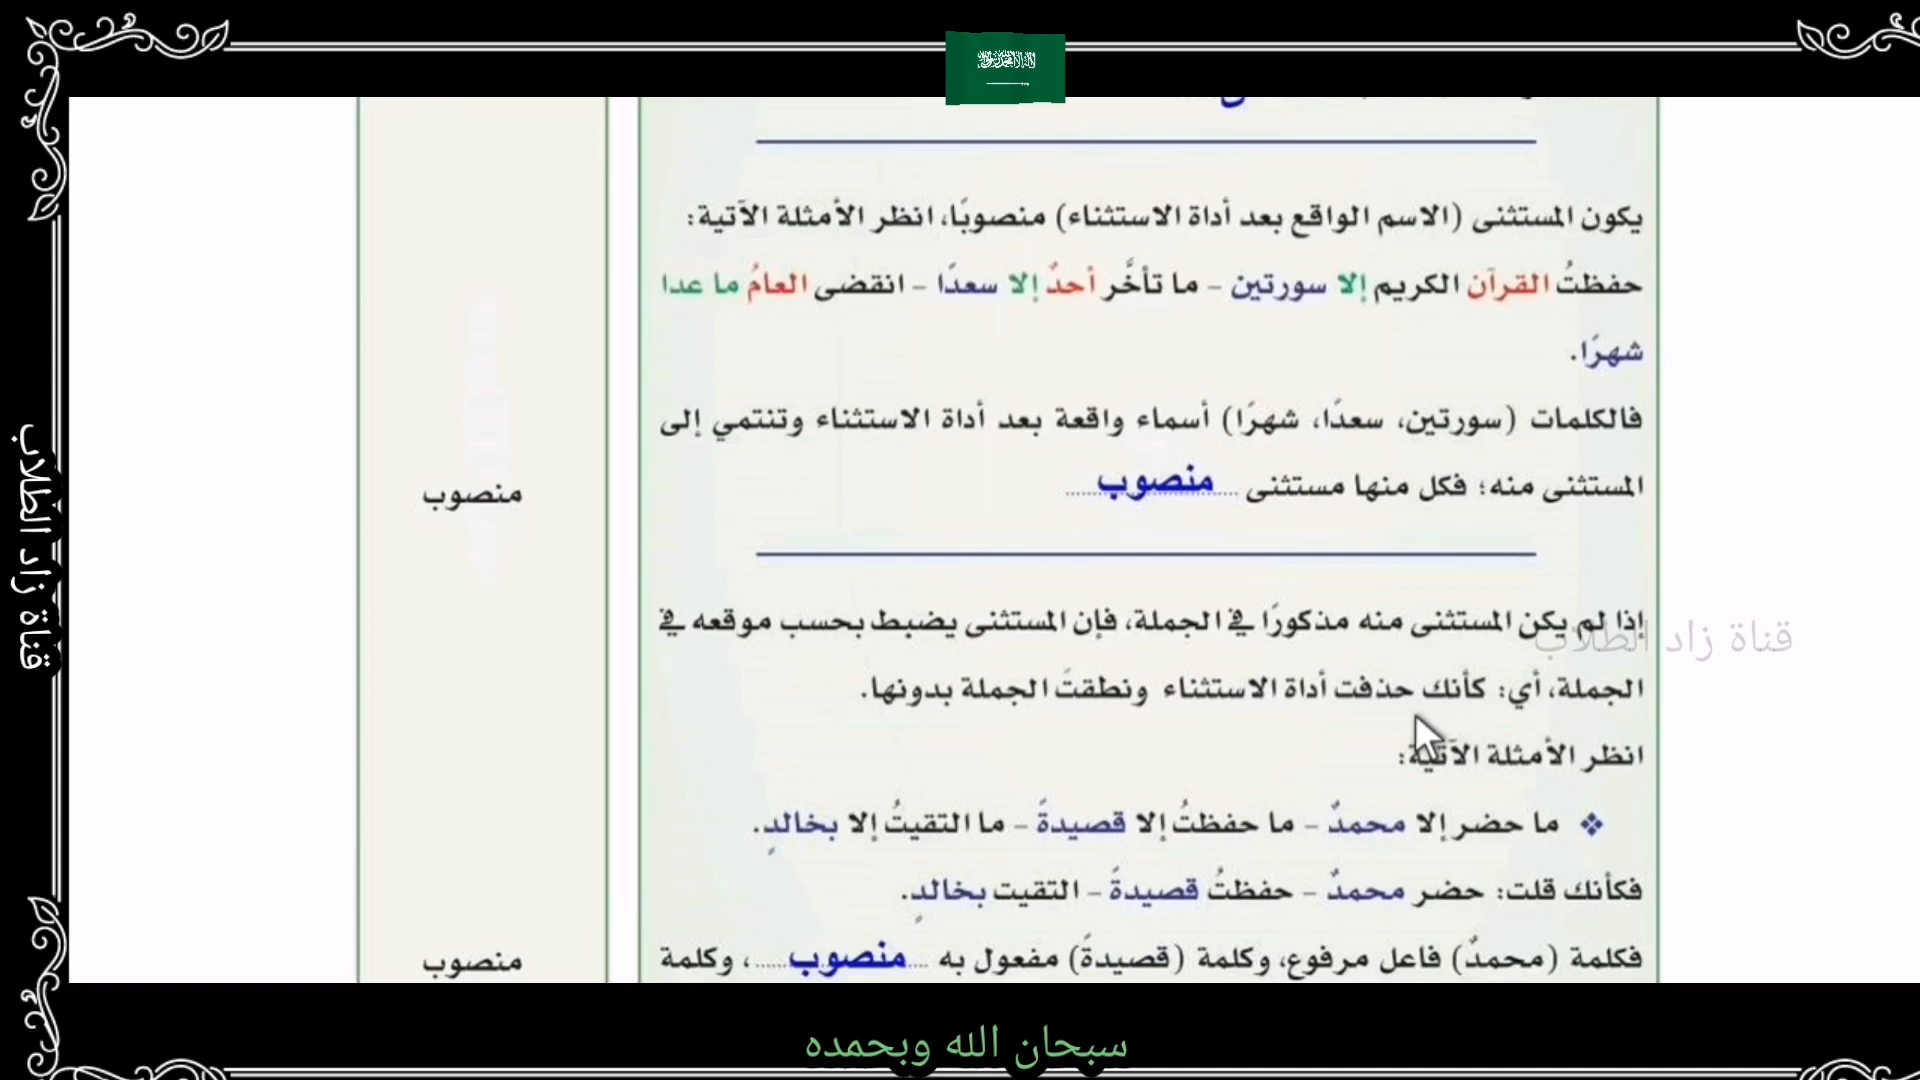 يكون المستثنى (الاسم الواقع بعد أداة الاستثناء) منصوبًا، انظر الأمثلة الآتية:
حفظتُ القرآن الكريم إلا سورتين - ما تأخَّر أحدٌ إلا سعدًا - انقضى العامُ ما عدا
شهرًا.
فالكلمات (سورتين، سعدًا، شهرًا) أسماء واقعة بعد أداة الاستثناء وتنتمي إلى
المستثنى منه؛ فكل منها مستثنى منصوب
منصوب
إذا لم يكن المستثنى منه مذكورًا في الجملة، فإن المستثنى يضبط بحسب موقعه في
الجملة، أي: كأنك حذفت أداة الاستثناء ونطقتَ الجملة بدونها.
انظر الأمثلة الآتية:
❖ ما حضر إلا محمدٌ - ما حفظتُ إلا قصيدةً - ما التقيتُ إلا بخالدٍ.
فكأنك قلت: حضر محمدٌ - حفظتُ قصيدةً - التقيت بخالدٍ.
فكلمة (محمدٌ) فاعل مرفوع، وكلمة (قصيدةً) مفعول به منصوب، وكلمة
منصوب
قناة زاد الطلاب
قناة زاد الطلاب
سبحان الله وبحمده